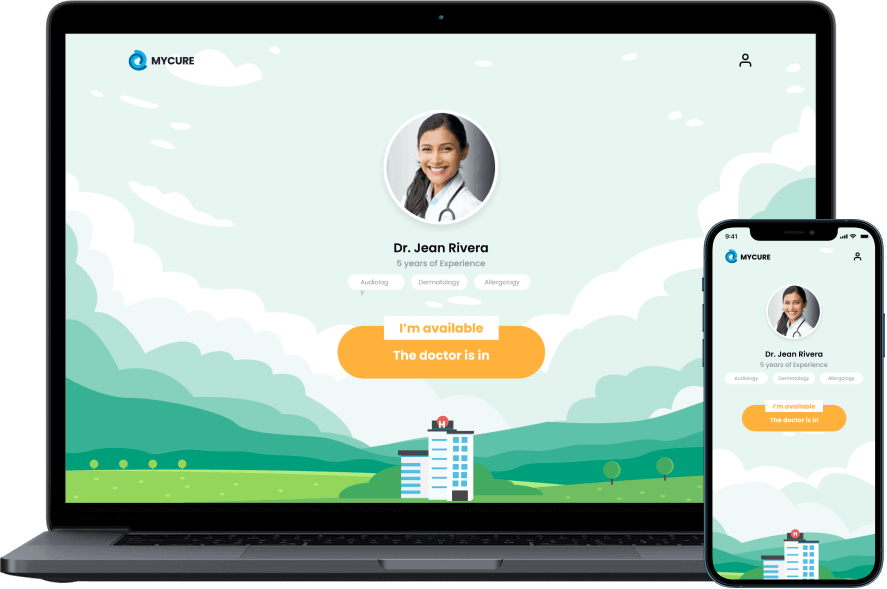 MYCURE
Dr. Jean Rivera
5 years of Experience
Audiolog
y
Dermatology
Allergology
I'm available
The doctor is in
H
9:41
MYCURE
Dr. Jean Rivera
5 years of Experience
Audiology
Dermatology
Allergology
I'm available
The doctor is in
H